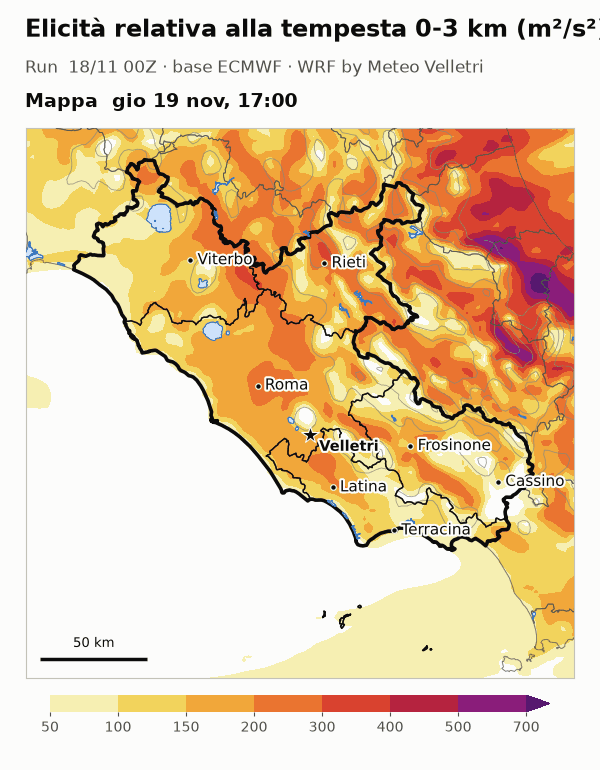 Elicità relativa alla tempesta 0-3 km (m²/s²)
Run 18/11 00Z · base ECMWF · WRF by Meteo Velletri
Mappa gio 19 nov, 17:00
Viterbo
Rieti
Roma
Velletri
Frosinone
Latina
Cassino
Terracina
50 km
50 100 150 200 300 400 500 700